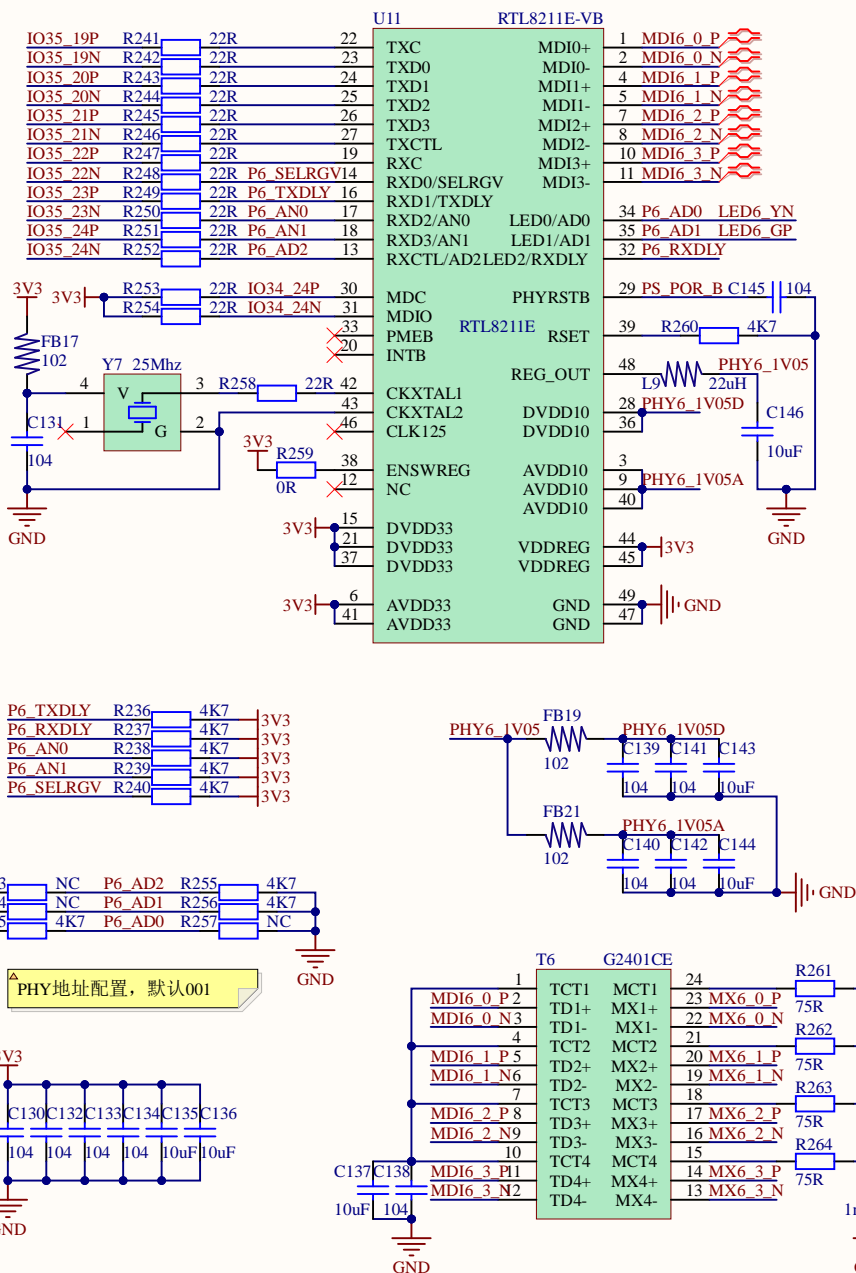 U11 RTL8211E-VB
IO35_19P R241 22R 22 TXC MDI0+ 1 MDI6_0_P
IO35_19N R242 22R 23 TXD0 MDI0- 2 MDI6_0_N
IO35_20P R243 22R 24 TXD1 MDI1+ 4 MDI6_1_P
IO35_20N R244 22R 25 TXD2 MDI1- 5 MDI6_1_N
IO35_21P R245 22R 26 TXD3 MDI2+ 7 MDI6_2_P
IO35_21N R246 22R 27 TXCTL MDI2- 8 MDI6_2_N
IO35_22P R247 22R 19 RXC MDI3+ 10 MDI6_3_P
IO35_22N R248 22R P6_SELRGV 14 RXD0/SELRGV MDI3- 11 MDI6_3_N
IO35_23P R249 22R P6_TXDLY 16 RXD1/TXDLY
IO35_23N R250 22R P6_AN0 17 RXD2/AN0 LED0/AD0 34 P6_AD0 LED6_YN
IO35_24P R251 22R P6_AN1 18 RXD3/AN1 LED1/AD1 35 P6_AD1 LED6_GP
IO35_24N R252 22R P6_AD2 13 RXCTL/AD2 LED2/RXDLY 32 P6_RXDLY
3V3 3V3 R253 22R IO34_24P 30 MDC PHYRSTB 29 PS_POR_B C145 104
R254 22R IO34_24N 31 MDIO
33 PMEB RTL8211E RSET 39 R260 4K7
FB17 102 20 INTB
Y7 25Mhz REG_OUT 48 L9 22uH PHY6_1V05
4 V 3 R258 22R 42 CKXTAL1
43 CKXTAL2 DVDD10 28 PHY6_1V05D
C131 104 1 G 2 46 CLK125 DVDD10 36 C146 10uF
3V3 R259 0R 38 ENSWREG AVDD10 3
12 NC AVDD10 9 PHY6_1V05A
AVDD10 40
GND GND
3V3 15 DVDD33
21 DVDD33 VDDREG 44 3V3
37 DVDD33 VDDREG 45
3V3 6 AVDD33 GND 49 GND
41 AVDD33 GND 47
P6_TXDLY R236 4K7 3V3
P6_RXDLY R237 4K7 3V3
P6_AN0 R238 4K7 3V3
P6_AN1 R239 4K7 3V3
P6_SELRGV R240 4K7 3V3
PHY6_1V05 FB19 102 PHY6_1V05D
C139 C141 C143
104 104 10uF
FB21 102 PHY6_1V05A
C140 C142 C144
104 104 10uF
GND
3 NC P6_AD2 R255 4K7
4 NC P6_AD1 R256 4K7
5 4K7 P6_AD0 R257 NC
GND
PHY地址配置，默认001
V3
C130 C132 C133 C134 C135 C136
104 104 104 104 10uF 10uF
ND
T6 G2401CE
1 TCT1 MCT1 24 R261 75R
MDI6_0_P 2 TD1+ MX1+ 23 MX6_0_P
MDI6_0_N 3 TD1- MX1- 22 MX6_0_N
4 TCT2 MCT2 21 R262 75R
MDI6_1_P 5 TD2+ MX2+ 20 MX6_1_P
MDI6_1_N 6 TD2- MX2- 19 MX6_1_N
7 TCT3 MCT3 18 R263 75R
MDI6_2_P 8 TD3+ MX3+ 17 MX6_2_P
MDI6_2_N 9 TD3- MX3- 16 MX6_2_N
10 TCT4 MCT4 15 R264 75R
MDI6_3_P 11 TD4+ MX4+ 14 MX6_3_P
MDI6_3_N 12 TD4- MX4- 13 MX6_3_N
C137 C138
10uF 104
GND